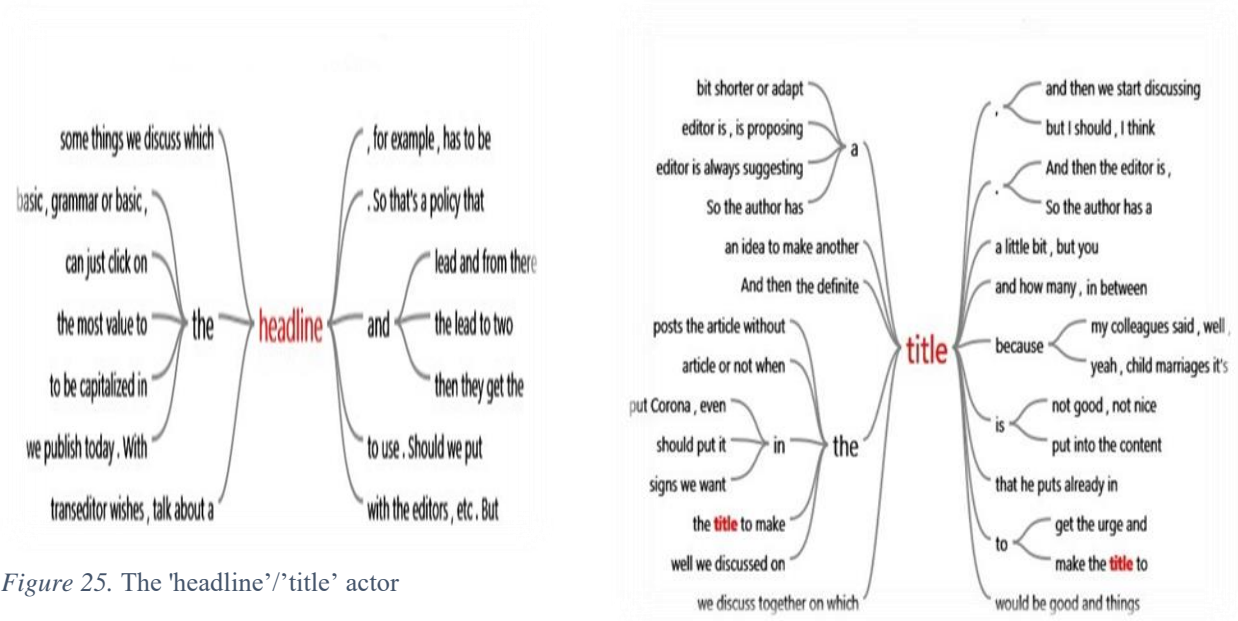 some things we discuss which
basic , grammar or basic ,
can just click on
the most value to
to be capitalized in
we publish today . With
the
transeditor wishes , talk about a
headline
, for example , has to be
. So that's a policy that
and
lead and from there
the lead to two
then they get the
to use . Should we put
with the editors , etc . But
Figure 25. The 'headline’/’title’ actor
bit shorter or adapt
editor is , is proposing
editor is always suggesting
So the author has
a
an idea to make another
And then the definite
posts the article without
article or not when
put Corona , even
should put it
signs we want
in
the title to make
well we discussed on
the
we discuss together on which
title
,
and then we start discussing
but I should , I think
.
And then the editor is ,
So the author has a
a little bit , but you
and how many , in between
because
my colleagues said , well ,
yeah , child marriages it's
is
not good , not nice
put into the content
that he puts already in
to
get the urge and
make the title to
would be good and things